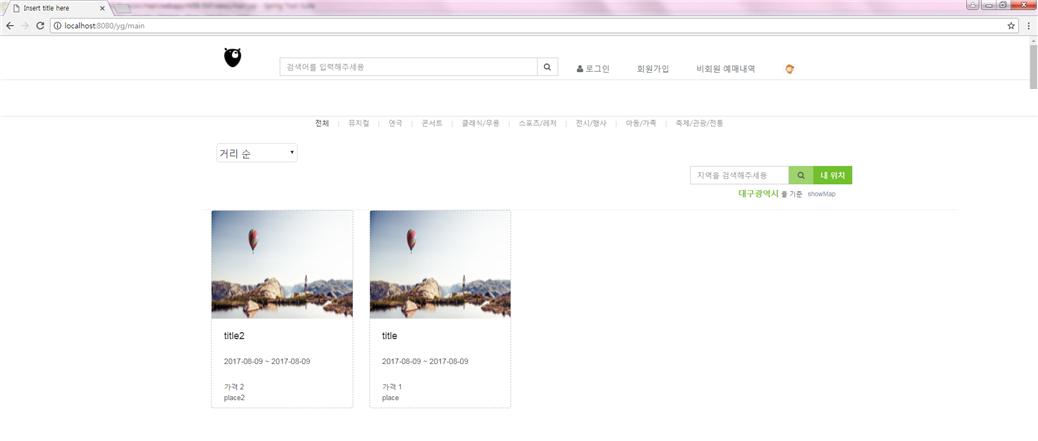 Insert title here
localhost:8080/yg/main
검색어를 입력해주세용 로그인 회원가입 비회원 예매내역
전체 | 뮤지컬 | 연극 | 콘서트 | 클래식/무용 | 스포츠/레저 | 전시/행사 | 아동/가족 | 축제/관광/전통
거리 순
지역을 검색해주세용 내 위치
대구광역시 를 기준 showMap
title2
2017-08-09 ~ 2017-08-09
가격 2
place2
title
2017-08-09 ~ 2017-08-09
가격 1
place